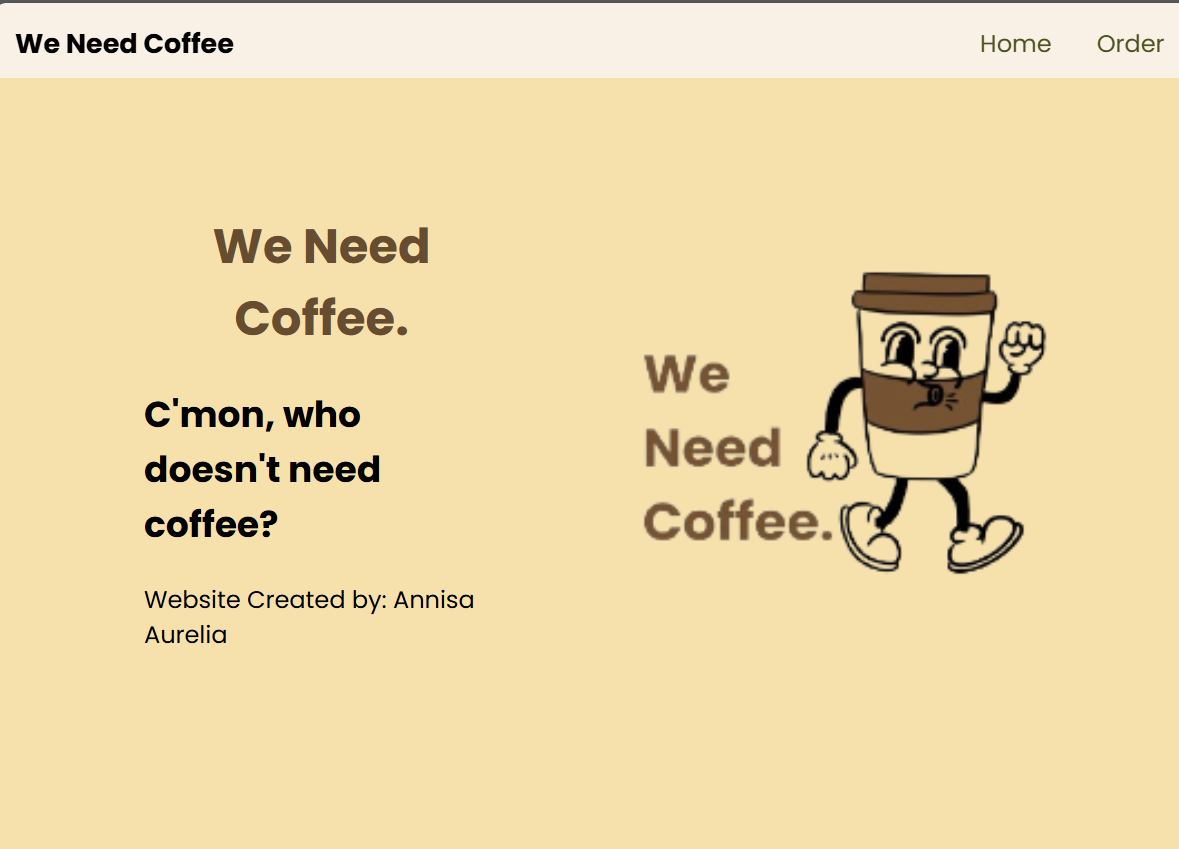 We Need Coffee
Home
Order
We Need
Coffee.
C'mon, who
doesn't need
coffee?
Website Created by: Annisa
Aurelia
We
Need
Coffee.